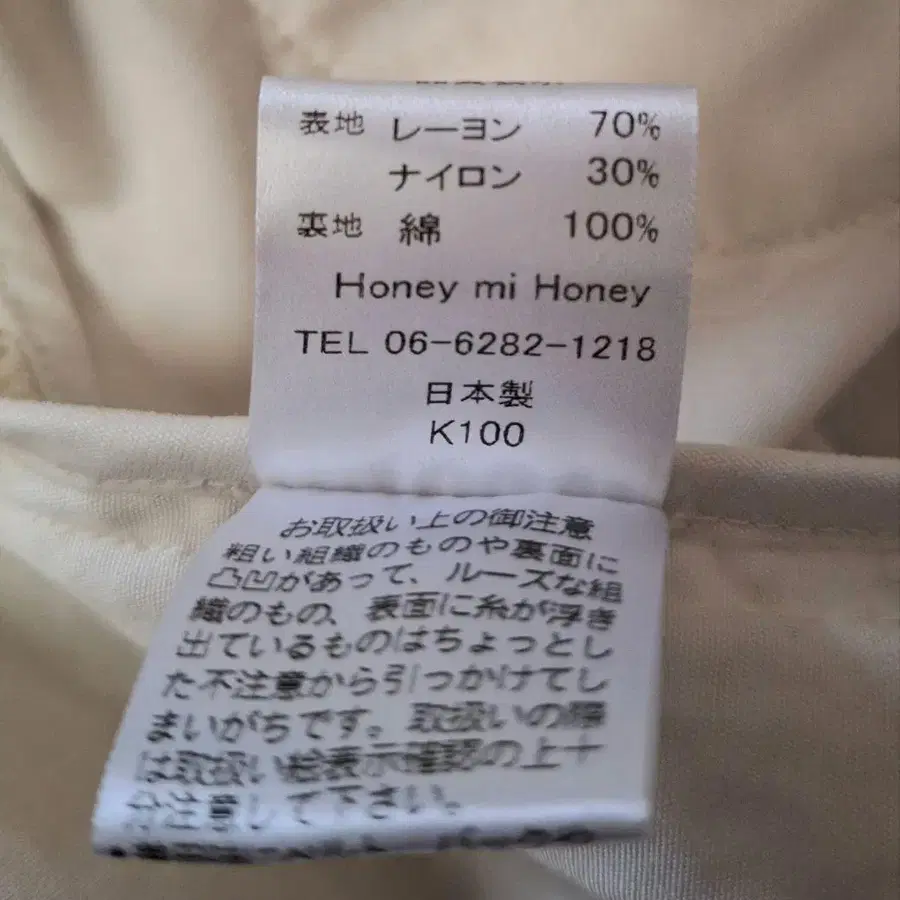 表地 レーヨン 70%
ナイロン 30%
裏地 綿 100%
Honey mi Honey
TEL 06-6282-1218
日本製
K100
お取扱い上の御注意
粗い組織のものや裏面に
凸凹があって、ルーズな組
織のもの、表面に糸が浮き
出ているものはちょっとし
た不注意から引っかけてし
まいがちです。取扱いの際
は取扱い絵表示確認の上十
分注意して下さい。